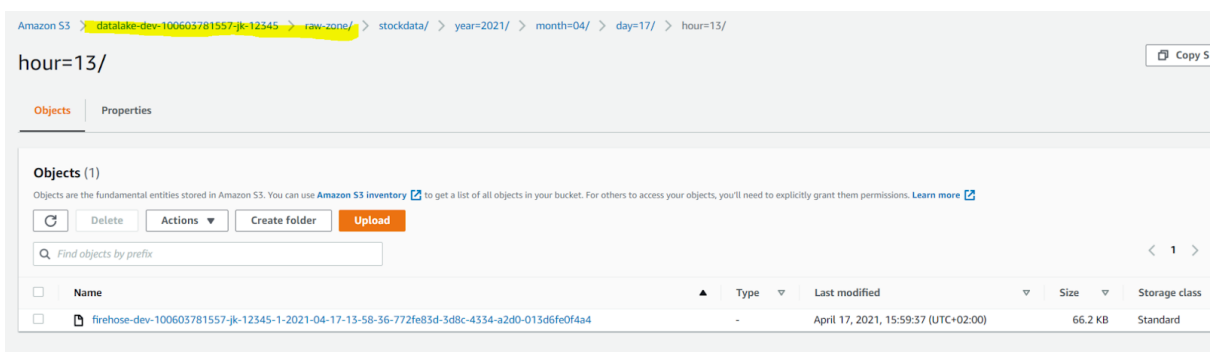 Amazon S3 > datalake-dev-100603781557-jk-12345 > raw-zone/ > stockdata/ > year=2021/ > month=04/ > day=17/ > hour=13/
hour=13/
Copy S
Objects Properties
Objects (1)
Objects are the fundamental entities stored in Amazon S3. You can use Amazon S3 inventory to get a list of all objects in your bucket. For others to access your objects, you'll need to explicitly grant them permissions. Learn more
Delete Actions Create folder Upload
Find objects by prefix
< 1 >
Name Type Last modified Size Storage class
firehose-dev-100603781557-jk-12345-1-2021-04-17-13-58-36-772fe83d-3d8c-4334-a2d0-013d6fe0f4a4 - April 17, 2021, 15:59:37 (UTC+02:00) 66.2 KB Standard